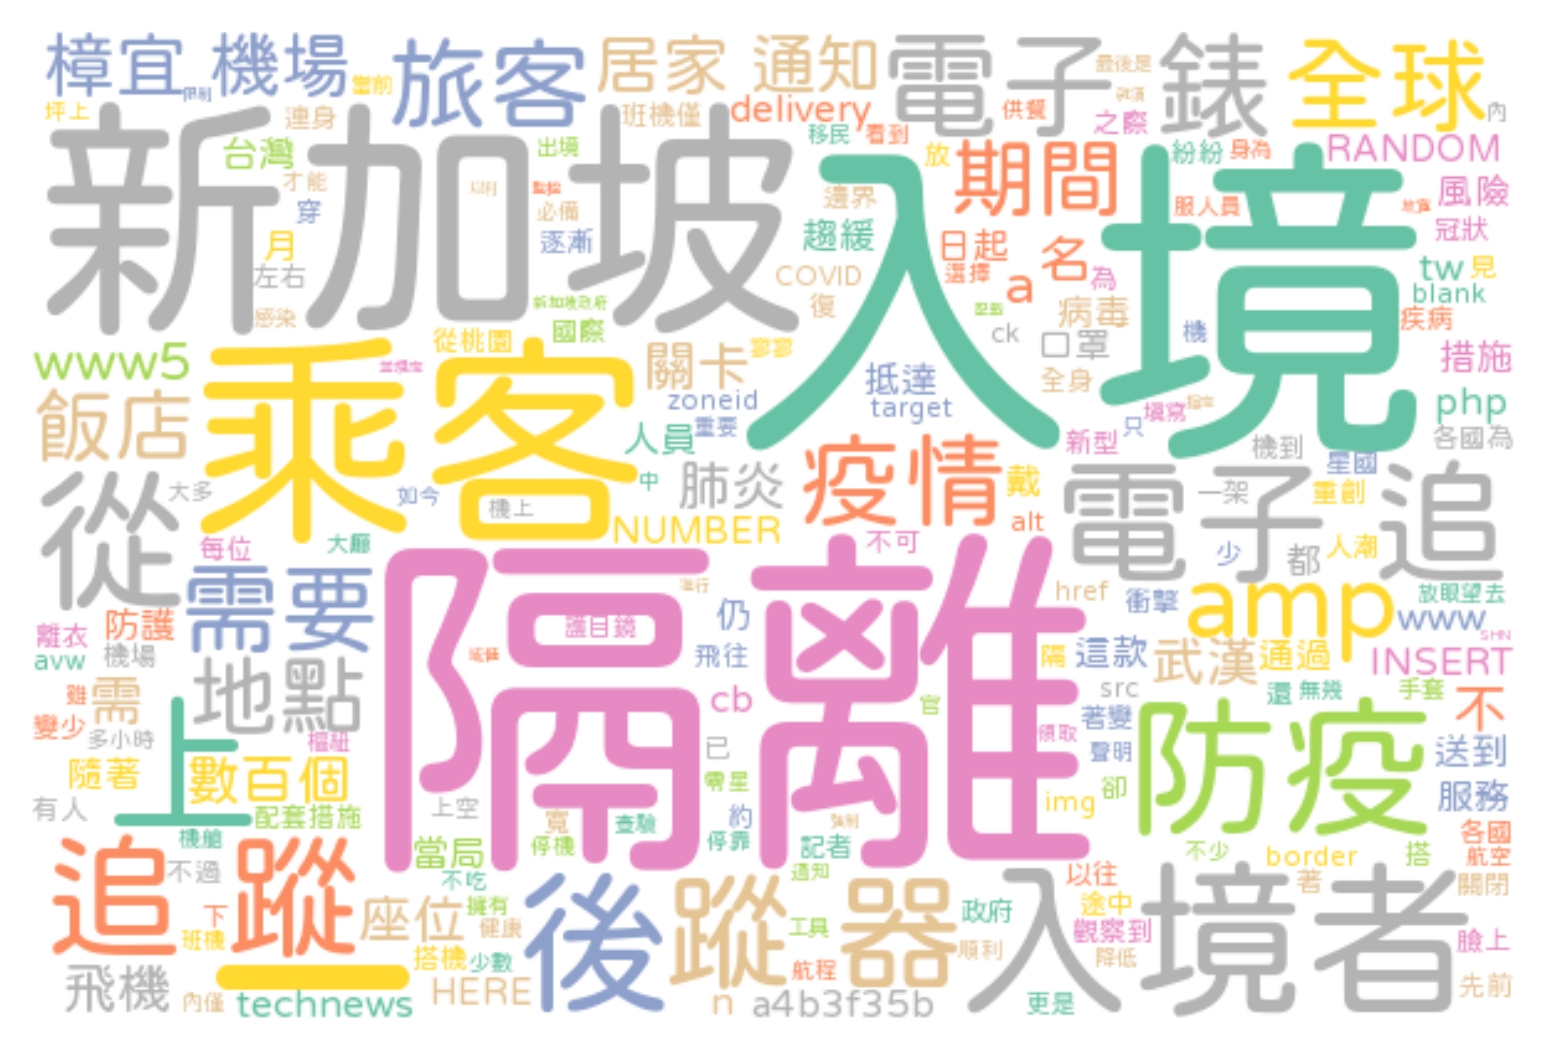 樟宜 機場 旅客 居家 通知 電子 錶 全球
當前 最後是 內
坪上 連身 班機僅 delivery 供餐 之際 RANDOM
新加坡 台灣 出境 移民 看到 放 期間 紛紛 身為
才能 穿 必備 邊界 服人員 風險
月 逐漸 趨緩 日起 名 冠狀
左右 COVID 選擇 a 為 tw 見
感染 新加坡政府 復 病毒 blank
入境 國際 ck 口罩 機 疾病
www5 從桃園 關卡 寥寥 抵達 全身 措施
乘客 zoneid target 填寫 php
飯店 人員 重要 新型 只 各國為
機到 星國
從 大多 如今 機上 中 肺炎 疫情 戴 一架 重創 電子 追
NUMBER alt
每位 大廳 不可 少 都 人潮
需要 隔離 href 衝擊 amp 放眼望去
離衣 防護 護目鏡 仍 www SHN
avw 機場 飛往 隔 這款 武漢 通過 INSERT
雖 需 地點 cb 官 src 還 無幾 手套 不
變少 多小時 樞紐 已 領取 著變
隨著 上 數百個 零星 聲明 防疫 送到
有人 配套措施 上空 約 img 卻 服務
機艙 寬 查驗 各國
追 蹤 當局 停機 停靠 記者 不少 border 搭 航空
不過 不吃 通知 以往 著 關閉
下 座位 擁有 後 蹤 器 政府 途中 入境者
班機 健康 工具 觀察到 臉上
飛機 搭機 少數 航程 順利 降低
內僅 technews HERE n a4b3f35b 更是 先前